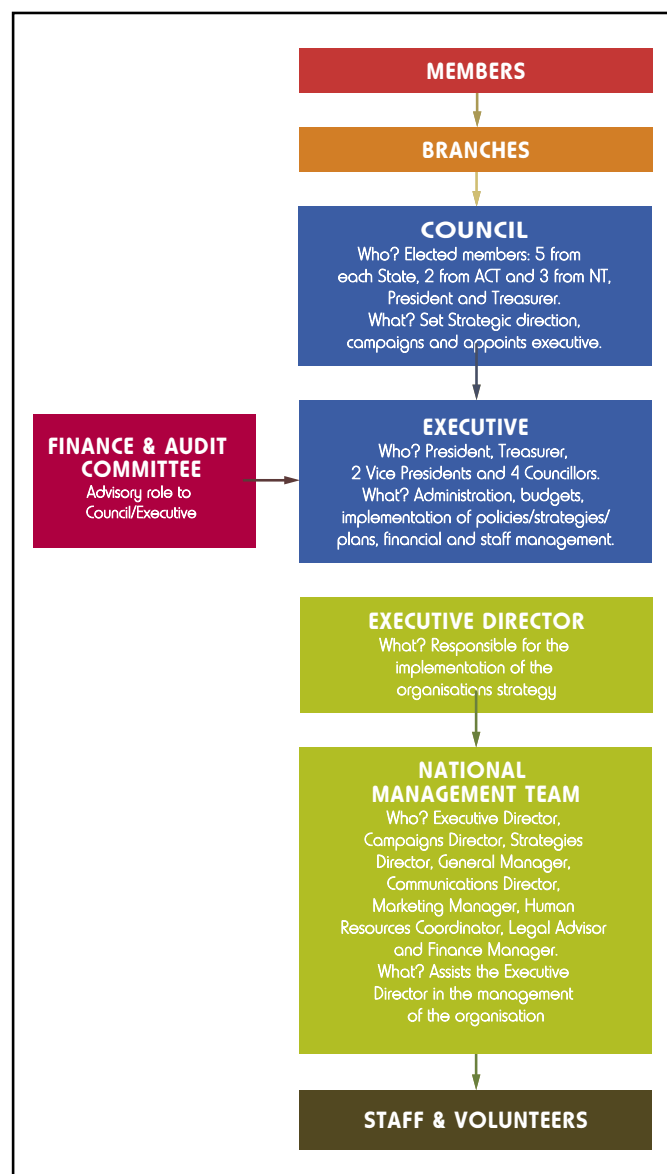 MEMBERS
BRANCHES
COUNCIL
Who? Elected members: 5 from
each State, 2 from ACT and 3 from NT,
President and Treasurer.
What? Set Strategic direction,
campaigns and appoints executive.
FINANCE & AUDIT
COMMITTEE
Advisory role to
Council/Executive
EXECUTIVE
Who? President, Treasurer,
2 Vice Presidents and 4 Councillors.
What? Administration, budgets,
implementation of policies/strategies/
plans, financial and staff management.
EXECUTIVE DIRECTOR
What? Responsible for the
implementation of the
organisations strategy
NATIONAL
MANAGEMENT TEAM
Who? Executive Director,
Campaigns Director, Strategies
Director, General Manager,
Communications Director,
Marketing Manager, Human
Resources Coordinator, Legal Advisor
and Finance Manager.
What? Assists the Executive
Director in the management
of the organisation
STAFF & VOLUNTEERS